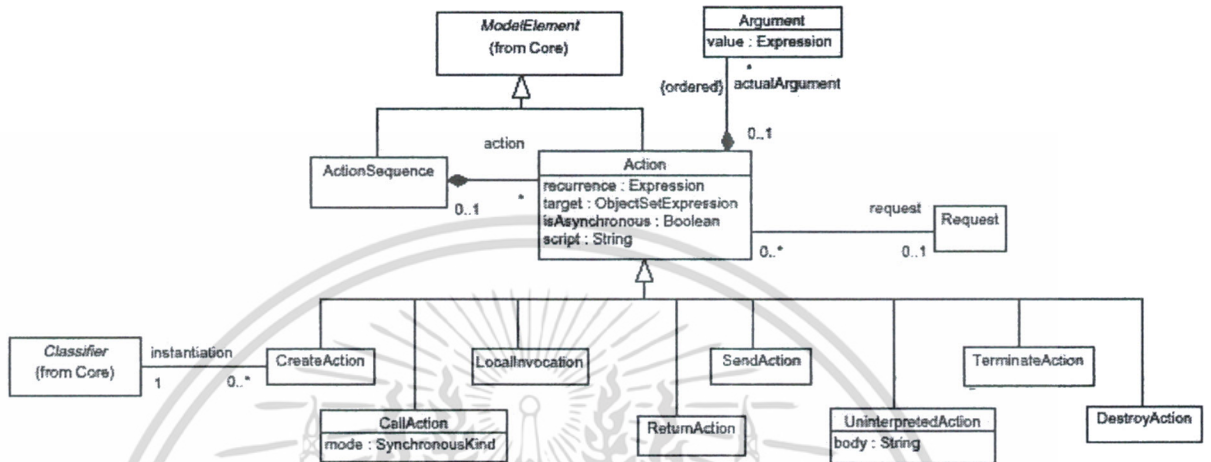 ModelElement
(from Core)
Argument
value : Expression
*
{ordered}
actualArgument
0..1
action
ActionSequence
0..1
*
Action
recurrence : Expression
target : ObjectSetExpression
isAsynchronous : Boolean
script : String
request
Request
0..*
0..1
Classifier
(from Core)
instantiation
1
0..*
CreateAction
LocalInvocation
SendAction
TerminateAction
CallAction
mode : SynchronousKind
ReturnAction
UninterpretedAction
body : String
DestroyAction